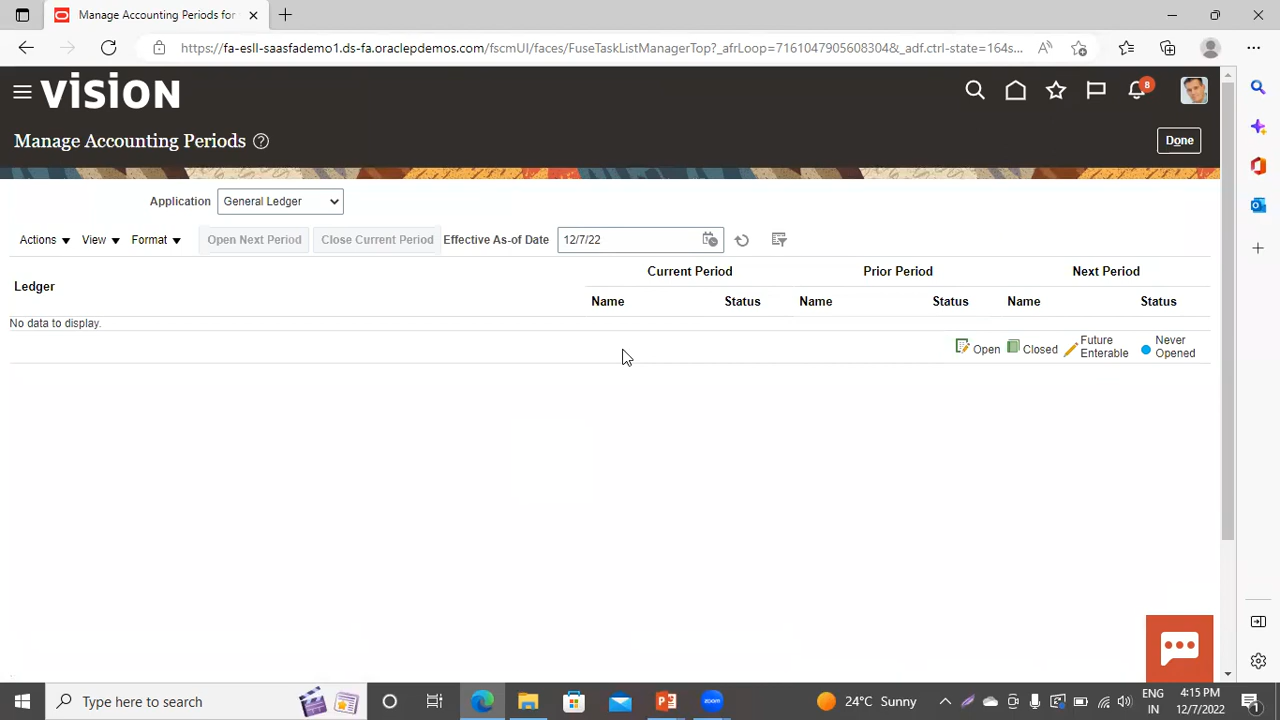 Manage Accounting Periods for
https://fa-esll-saasfademo1.ds-fa.oraclepdemos.com/fscmUI/faces/FuseTaskListManagerTop?_afrLoop=71610479056083048&_adf.ctrl-state=164s...
vision
8
Manage Accounting Periods ?
Done
Application General Ledger
Actions View Format Open Next Period Close Current Period Effective As-of Date 12/7/22
Current Period Prior Period Next Period
Ledger
Name Status Name Status Name Status
No data to display.
Open Closed Future Enterable Never Opened
Type here to search
zoom
24°C Sunny
ENG
IN
4:15 PM
12/7/2022
1